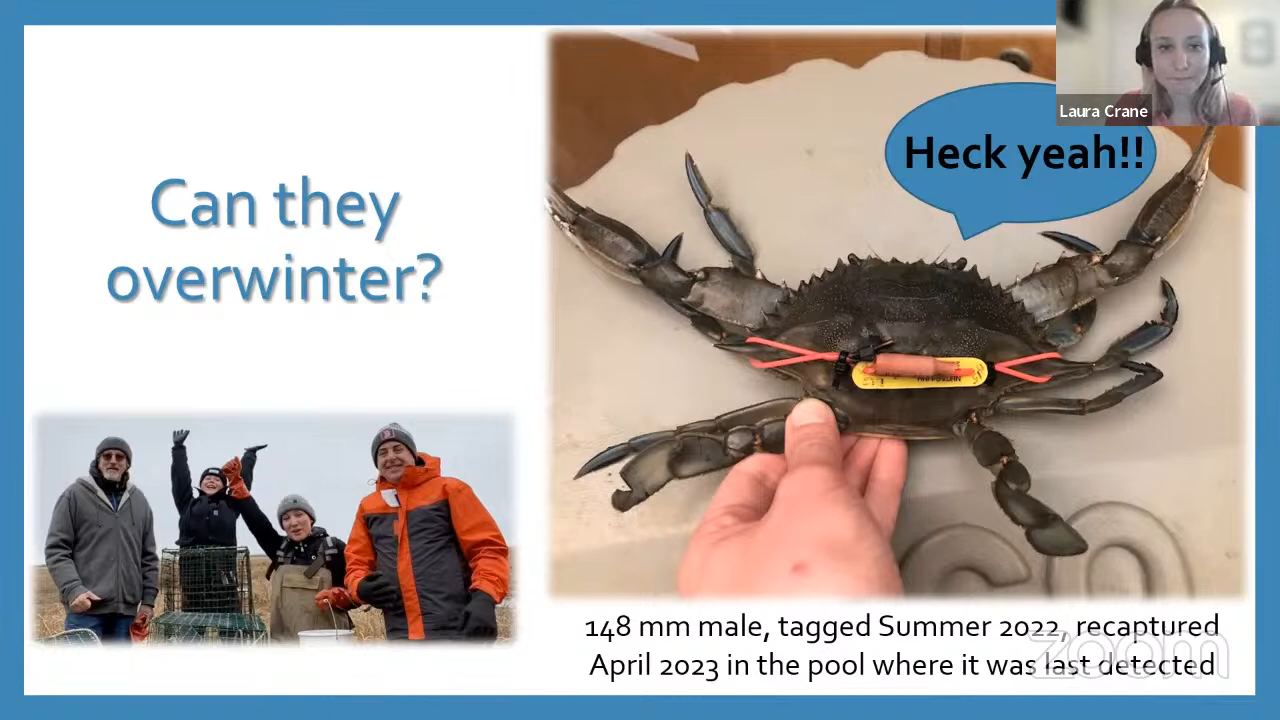 Laura Crane
Heck yeah!!
Can they
overwinter?
148 mm male, tagged Summer 2022, recaptured
April 2023 in the pool where it was last detected
zoom